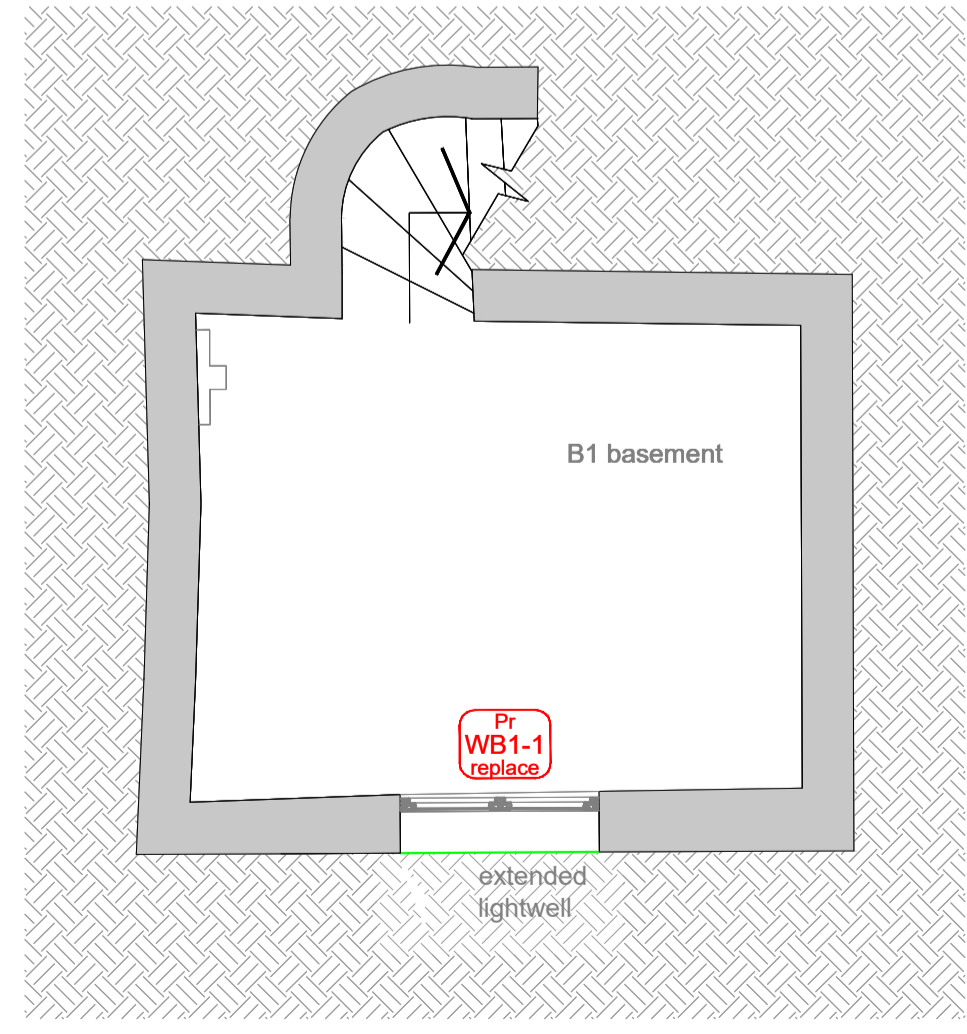 B1 basement
Pr
WB1-1
replace
extended
lightwell